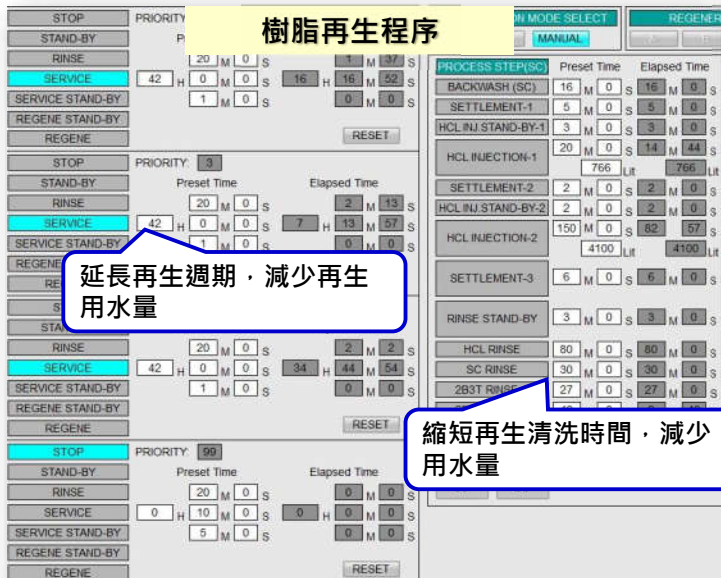 樹脂再生程序
STOP
PRIORITY
STAND-BY
RINSE 20 M 0 S 1 M 37 S
SERVICE 42 H 0 M 0 S 16 H 16 M 52 S
SERVICE STAND-BY 1 M 0 S 0 M 0 S
REGENE STAND-BY
REGENE RESET
STOP PRIORITY: 3
STAND-BY Preset Time Elapsed Time
RINSE 20 M 0 S 2 M 13 S
SERVICE 42 H 0 M 0 S 7 H 13 M 57 S
SERVICE STAND-BY 1 M 0 S 0 M 0 S
延長再生週期，減少再生
用水量
RINSE 20 M 0 S 2 M 2 S
SERVICE 42 H 0 M 0 S 34 H 44 M 54 S
SERVICE STAND-BY 1 M 0 S 0 M 0 S
REGENE STAND-BY
REGENE RESET
STOP PRIORITY: 99
STAND-BY Preset Time Elapsed Time
RINSE 20 M 0 S 0 M 0 S
SERVICE 0 H 10 M 0 S 0 H 0 M 0 S
SERVICE STAND-BY 5 M 0 S 0 M 0 S
REGENE STAND-BY
REGENE RESET
ON MODE SELECT REGENER
MANUAL
PROCESS STEP(SC) Preset Time Elapsed Time
BACKWASH (SC) 16 M 0 S 16 M 0 S
SETTLEMENT-1 5 M 0 S 5 M 0 S
HCL INJ.STAND-BY-1 3 M 0 S 3 M 0 S
HCL INJECTION-1 20 M 0 S 14 M 44 S
766 Lit 766 Lit
SETTLEMENT-2 2 M 0 S 2 M 0 S
HCL INJ.STAND-BY-2 2 M 0 S 2 M 0 S
HCL INJECTION-2 150 M 0 S 82 57 S
4100 Lit 4100 Lit
SETTLEMENT-3 6 M 0 S 6 M 0 S
RINSE STAND-BY 3 M 0 S 3 M 0 S
HCL RINSE 80 M 0 S 80 M 0 S
SC RINSE 30 M 0 S 30 M 0 S
2B3T RINSE 27 M 0 S 27 M 0 S
縮短再生清洗時間，減少
用水量